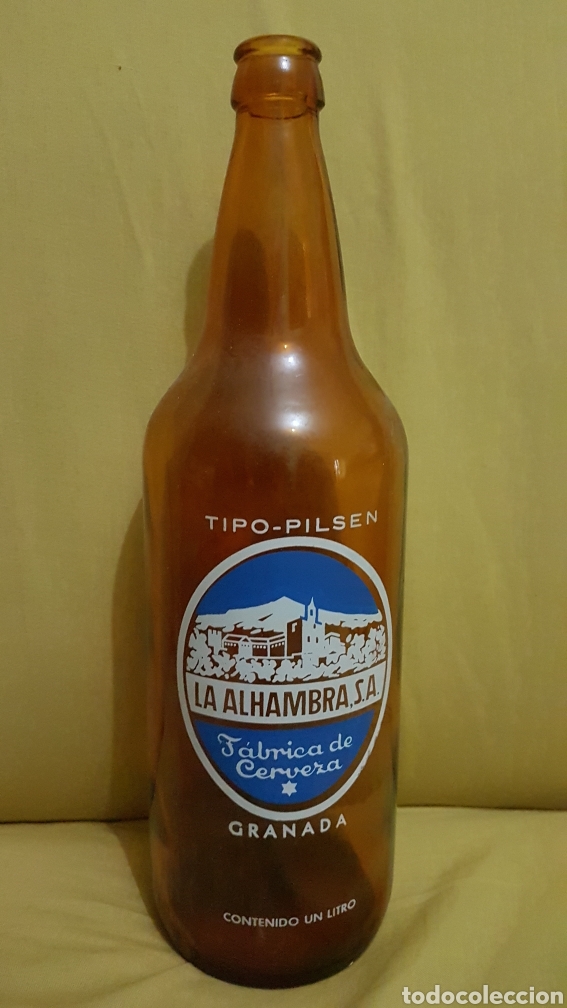 TIPO-PILSEN
LA ALHAMBRA, S.A.
Fábrica de
Cerveza
GRANADA
CONTENIDO UN LITRO
todocoleccion